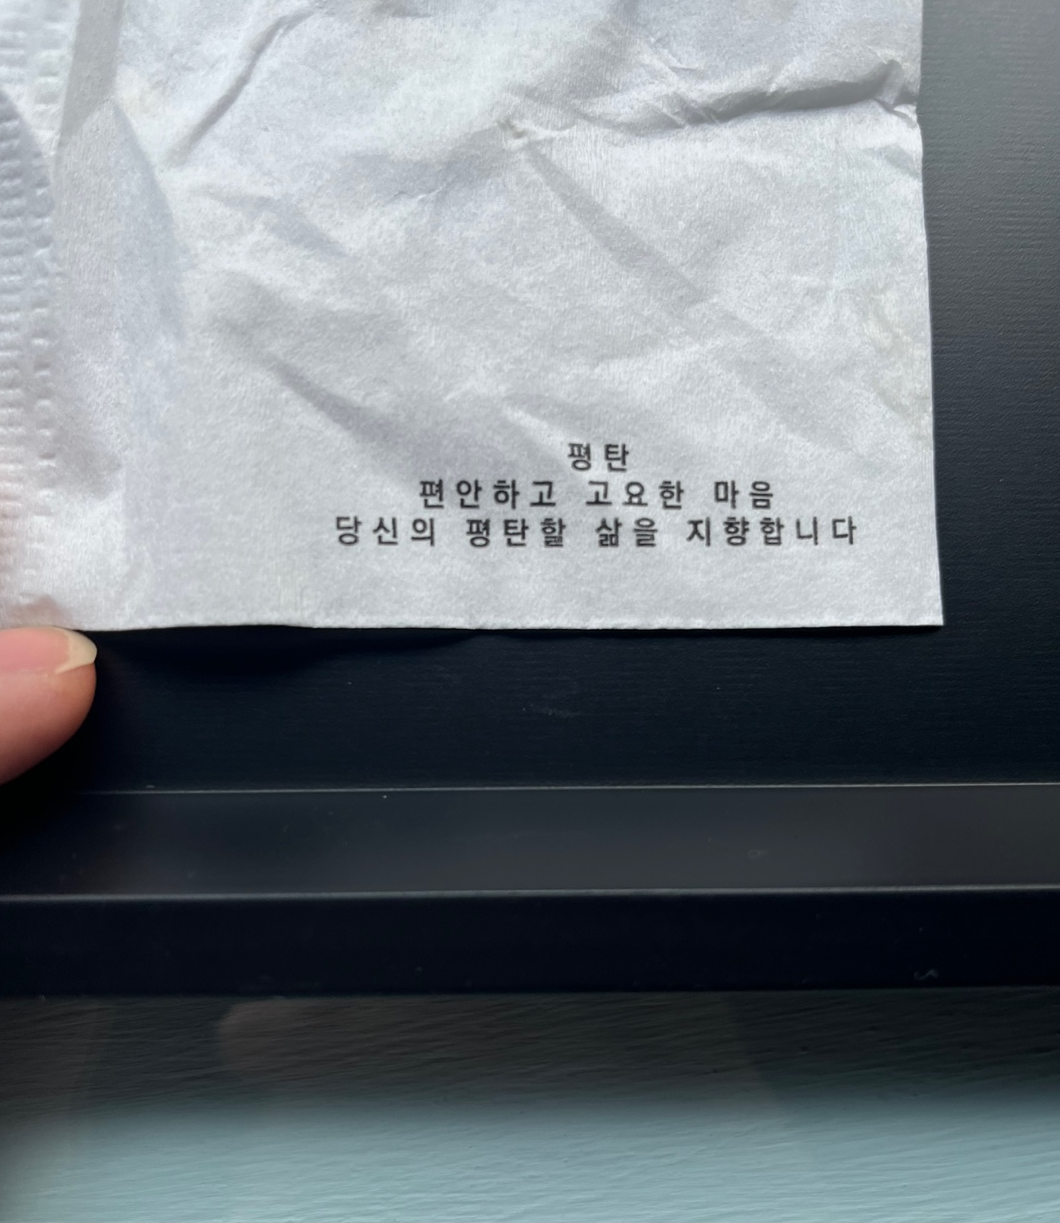 평탄
편안하고 고요한 마음
당신의 평탄할 삶을 지향합니다